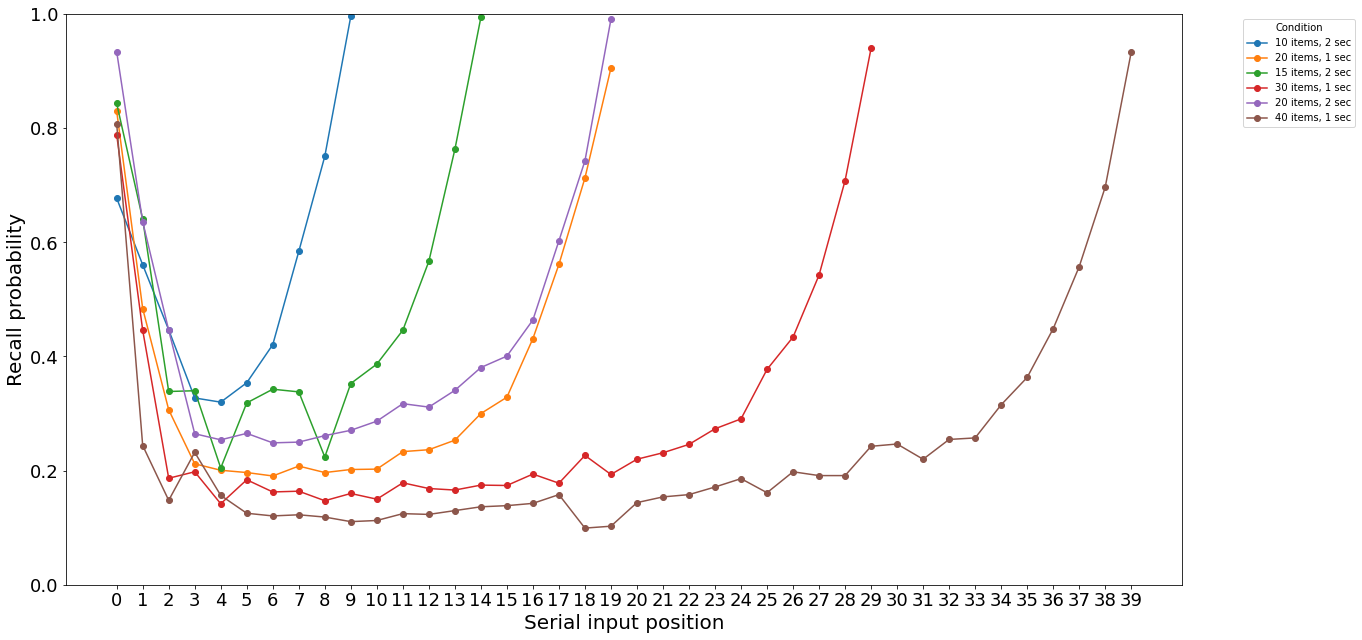 Condition
10 items, 2 sec
20 items, 1 sec
15 items, 2 sec
30 items, 1 sec
20 items, 2 sec
40 items, 1 sec
Recall probability
1.0
0.8
0.6
0.4
0.2
0.0
0 1 2 3 4 5 6 7 8 9 10 11 12 13 14 15 16 17 18 19 20 21 22 23 24 25 26 27 28 29 30 31 32 33 34 35 36 37 38 39
Serial input position